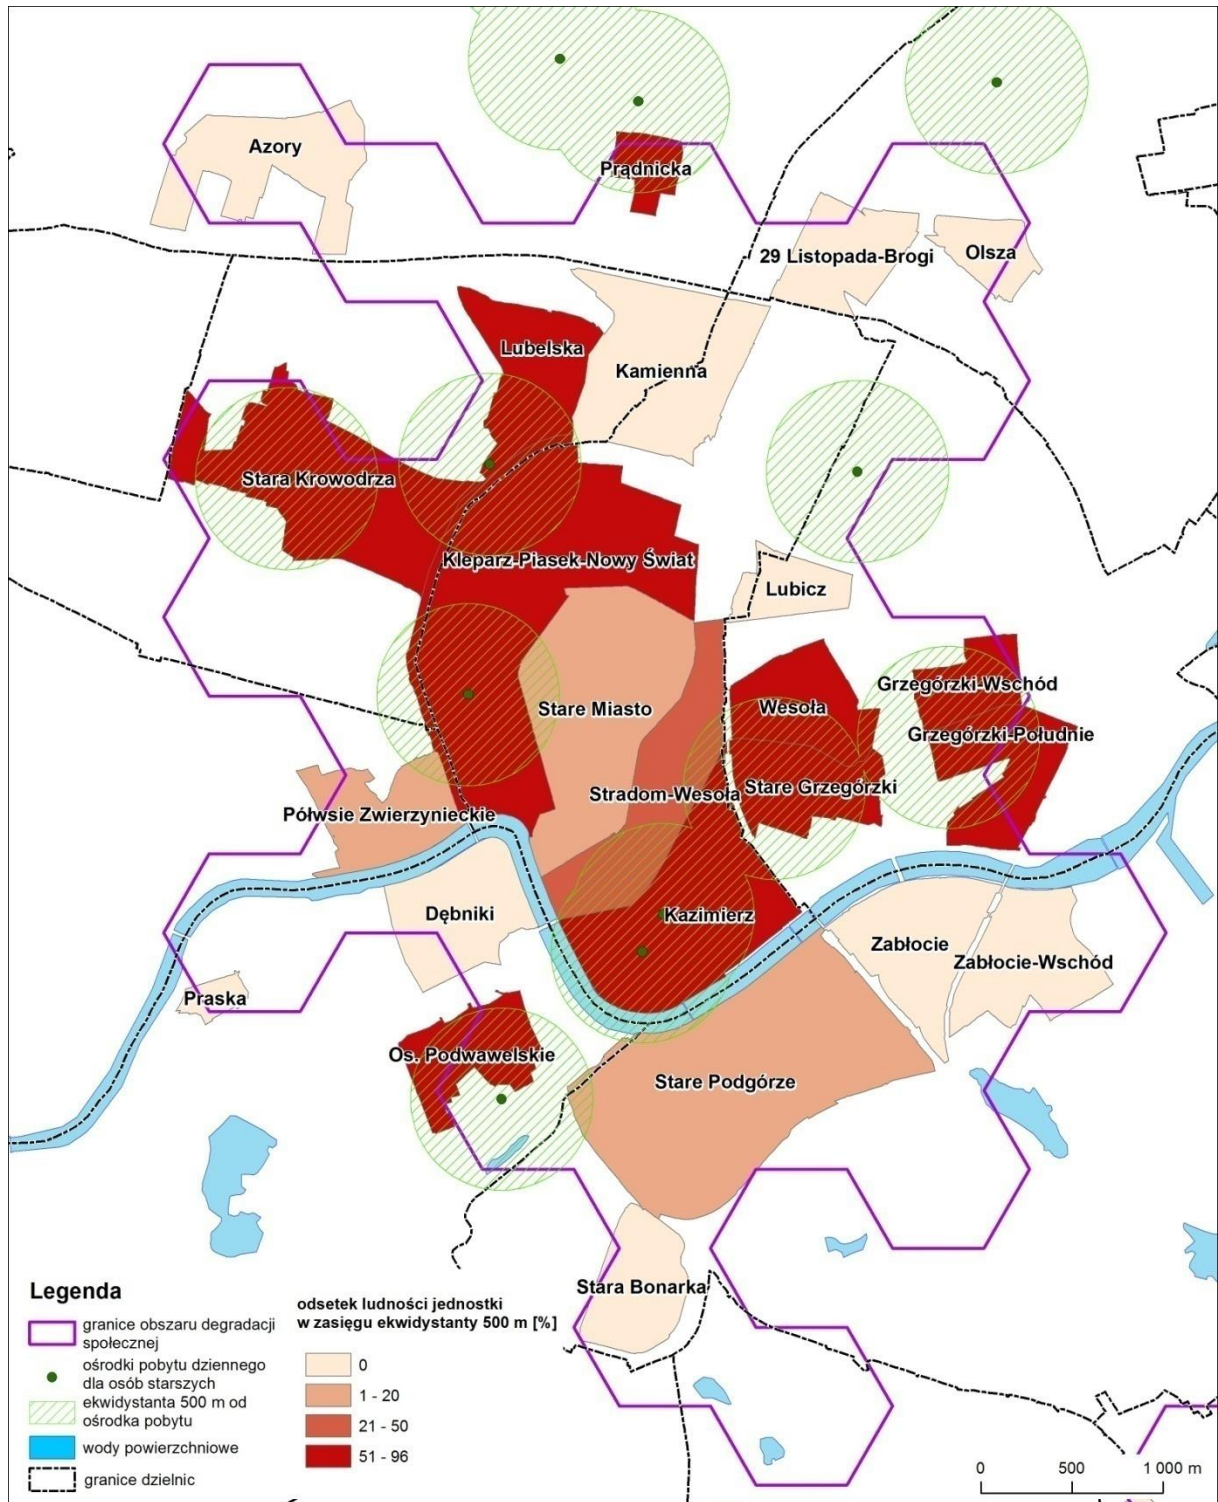 Azory
Prądnicka
29 Listopada-Brogi
Olsza
Lubelska
Kamienna
Stara Krowodrza
Kleparz-Piasek-Nowy Świat
Lubicz
Grzegórzki-Wschód
Wesoła
Stare Miasto
Grzegórzki-Południe
Stradom-Wesoła
Stare Grzegórzki
Półwsie Zwierzynieckie
Dębniki
Kazimierz
Zabłocie
Zabłocie-Wschód
Praska
Os. Podwawelskie
Stare Podgórze
Stara Bonarka
Legenda
granice obszaru degradacji
społecznej
ośrodki pobytu dziennego
dla osób starszych
ekwidystanta 500 m od
ośrodka pobytu
wody powierzchniowe
granice dzielnic
odsetek ludności jednostki
w zasięgu ekwidystanty 500 m [%]
0
1 - 20
21 - 50
51 - 96
0 500 1 000 m